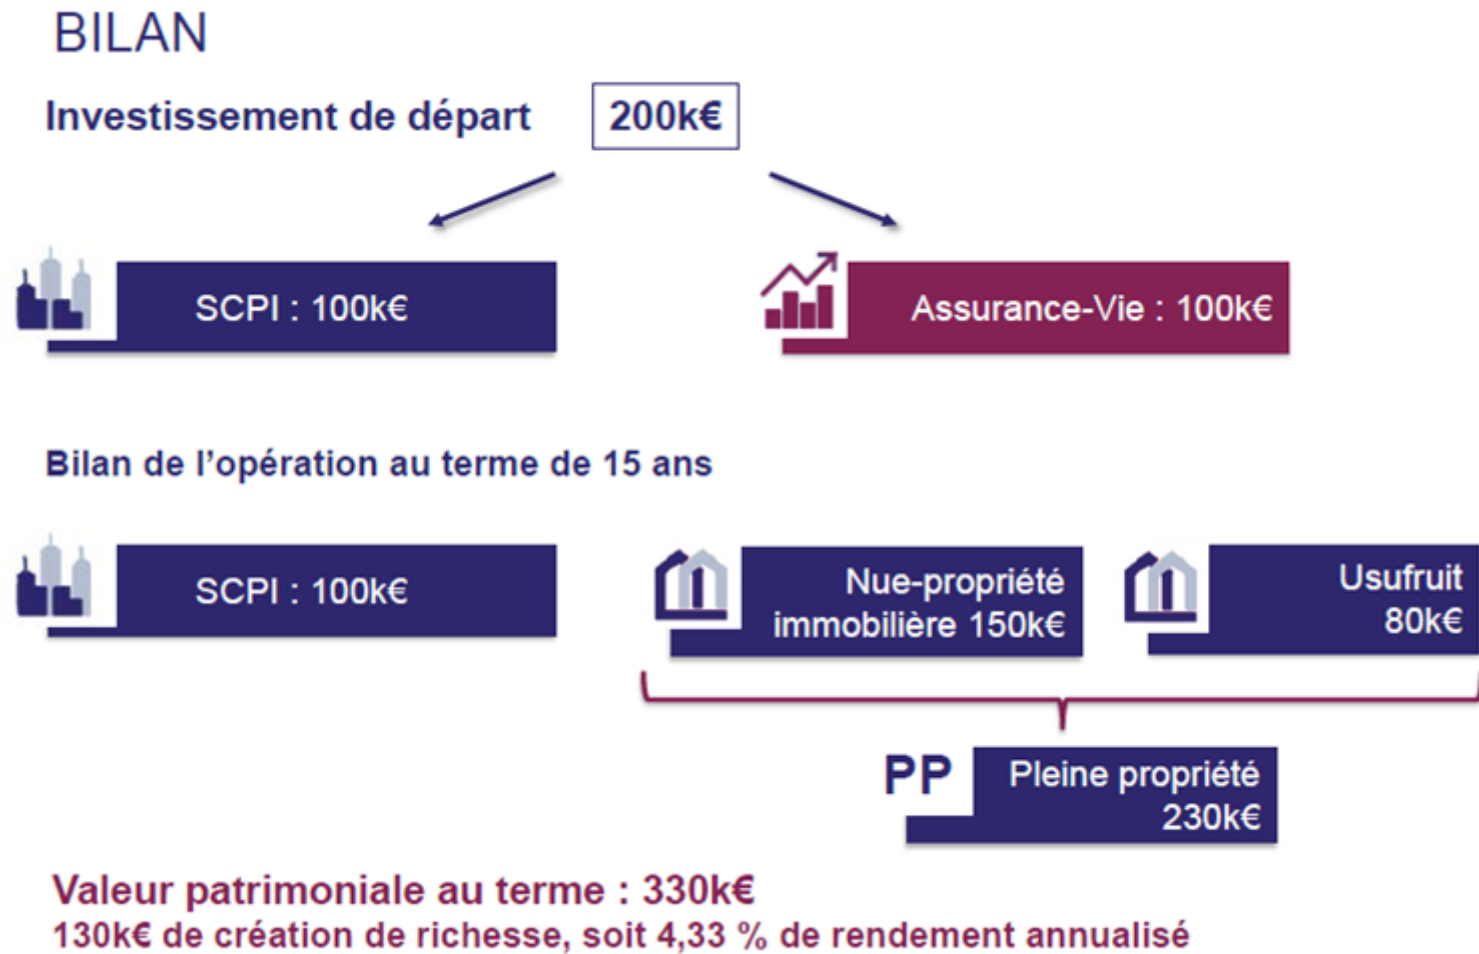 BILAN
Investissement de départ 200k€
SCPI : 100k€ Assurance-Vie : 100k€
Bilan de l'opération au terme de 15 ans
SCPI : 100k€
Nue-propriété
immobilière 150k€
Usufruit
80k€
PP
Pleine propriété
230k€
Valeur patrimoniale au terme : 330k€
130k€ de création de richesse, soit 4,33 % de rendement annualisé